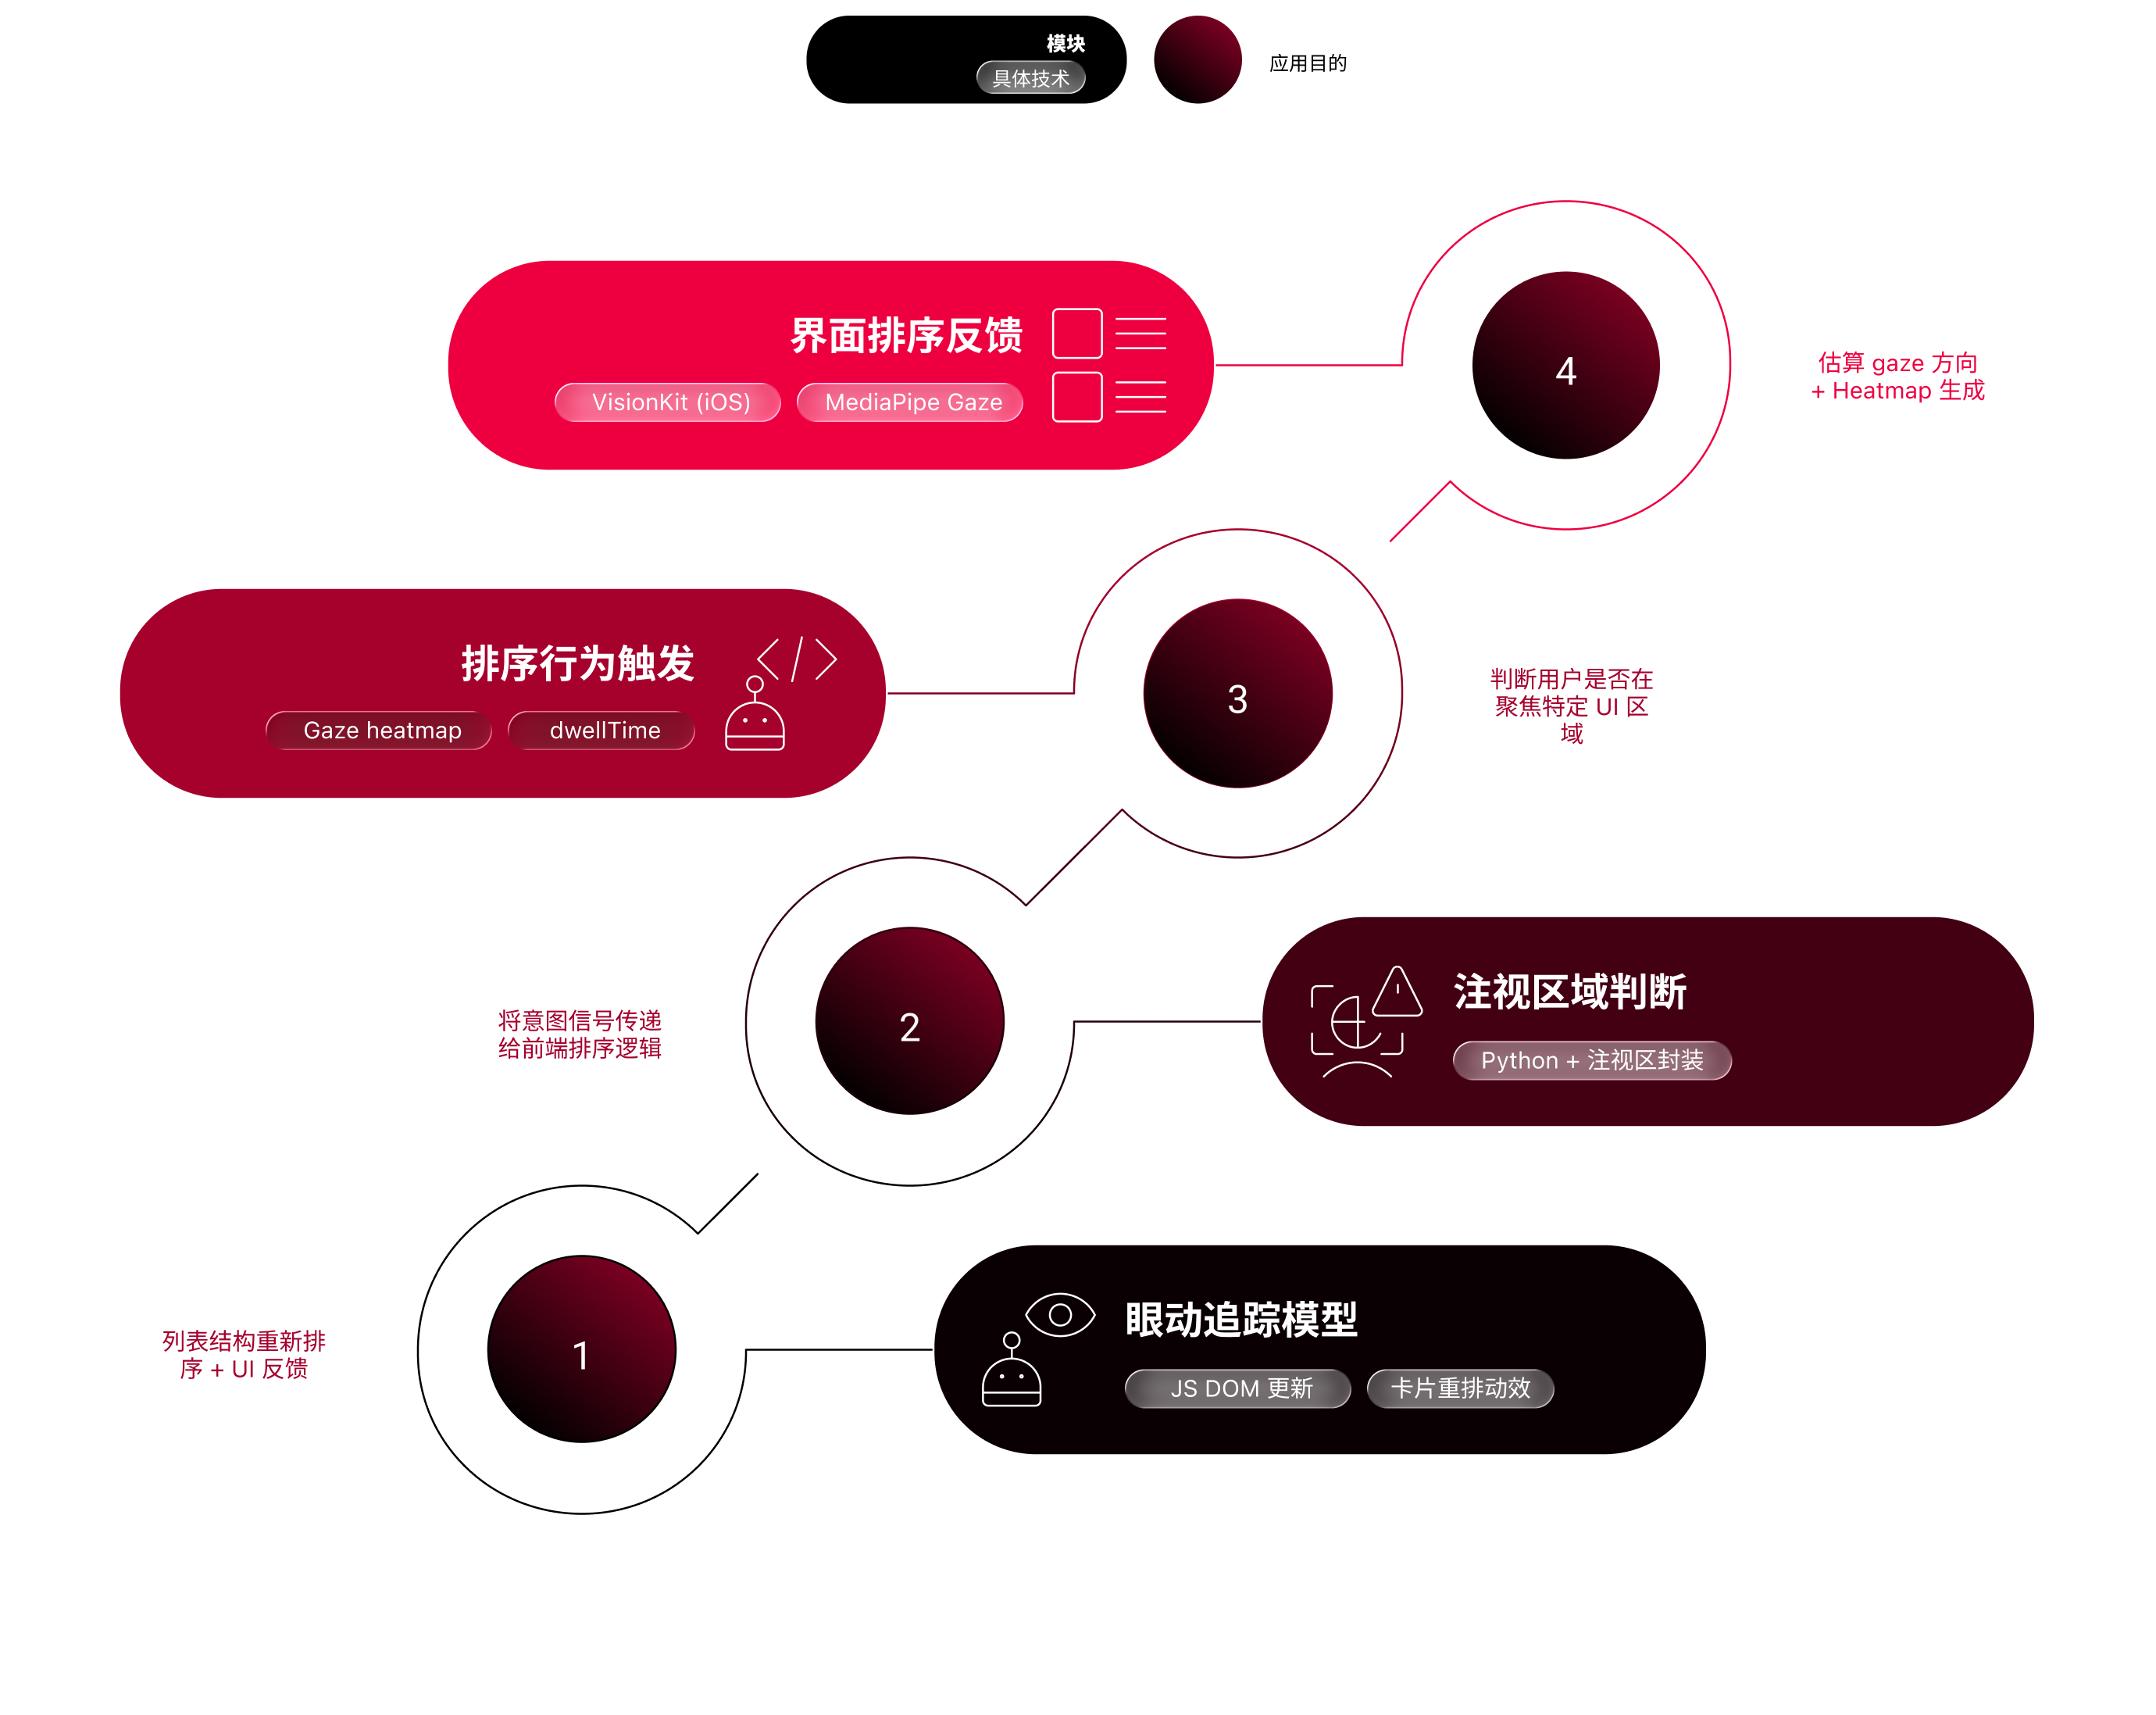 模块
具体技术
应用目的
界面排序反馈
VisionKit (iOS)
MediaPipe Gaze
4
估算 gaze 方向
+ Heatmap 生成
排序行为触发
Gaze heatmap
dwellTime
3
判断用户是否在
聚焦特定 UI 区
域
将意图信号传递
给前端排序逻辑
2
注视区域判断
Python + 注视区封装
列表结构重新排
序 + UI 反馈
1
眼动追踪模型
JS DOM 更新
卡片重排动效